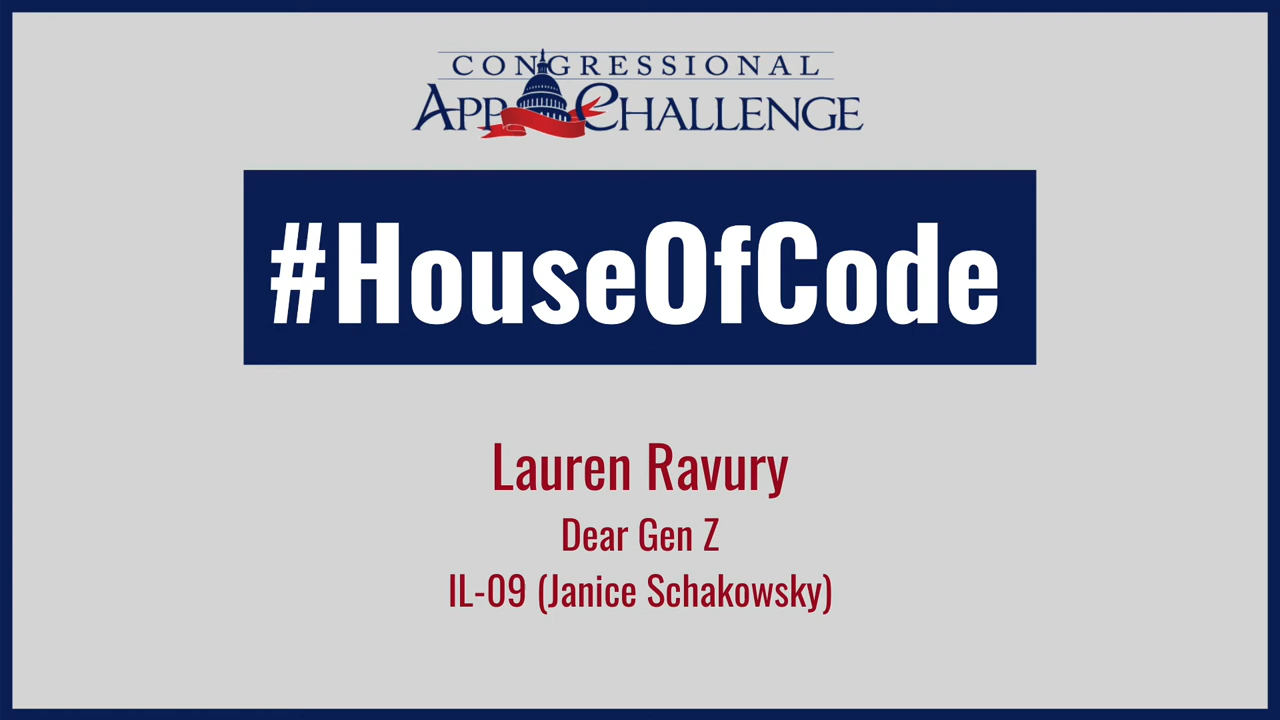 CONGRESSIONAL
APP CHALLENGE
#HouseOfCode
Lauren Ravury
Dear Gen Z
IL-09 (Janice Schakowsky)